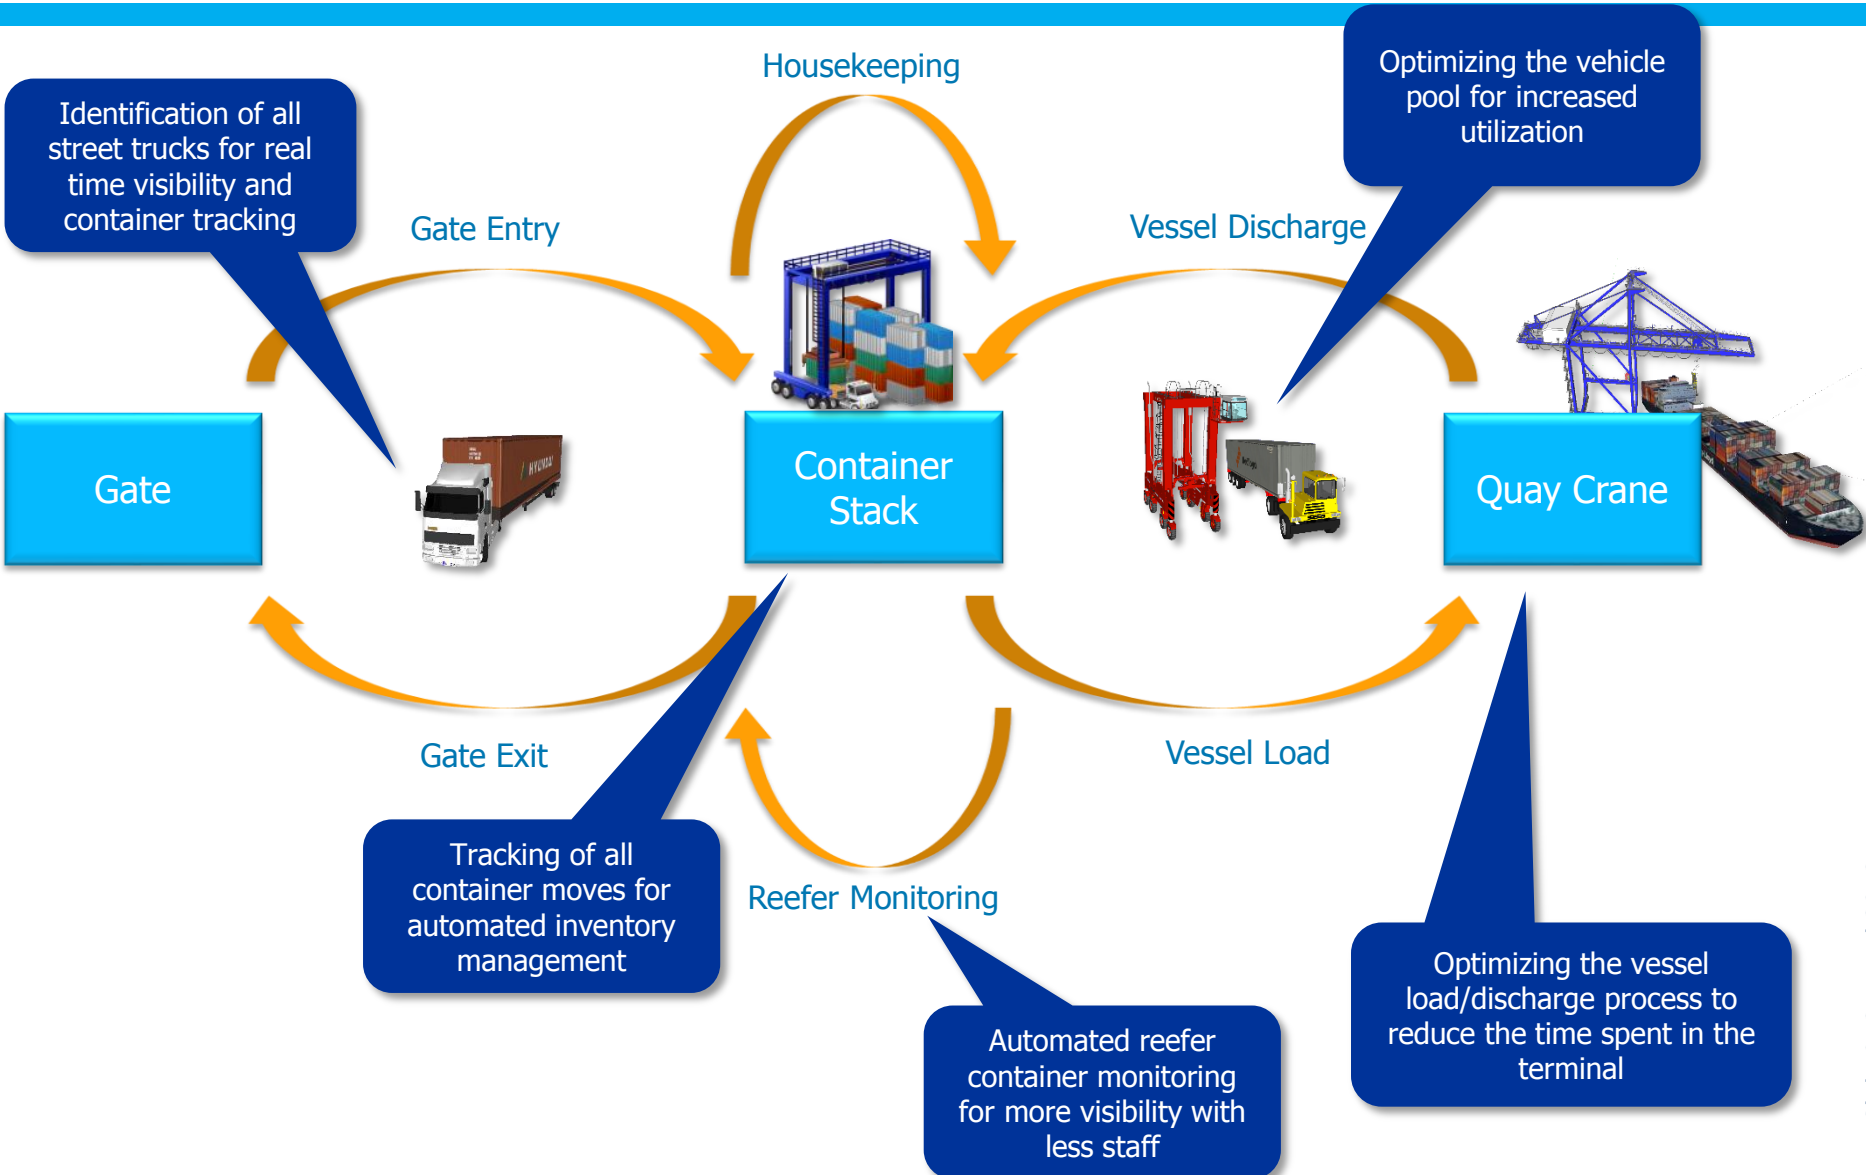 Housekeeping
Optimizing the vehicle
pool for increased
utilization
Identification of all
street trucks for real
time visibility and
container tracking
Gate Entry
Vessel Discharge
HYUNDAI
Gate
Container
Stack
Quay Crane
Gate Exit
Vessel Load
Tracking of all
container moves for
automated inventory
management
Reefer Monitoring
Optimizing the vessel
load/discharge process to
reduce the time spent in the
terminal
Automated reefer
container monitoring
for more visibility with
less staff